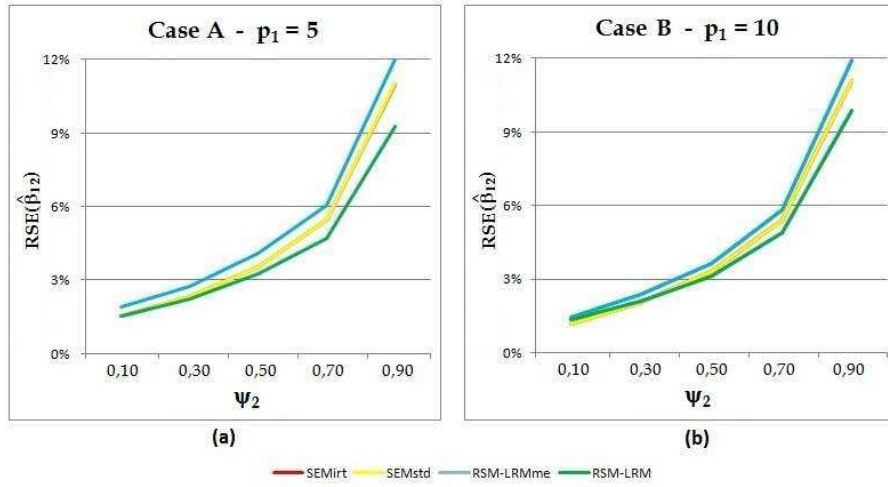 Case A - p₁ = 5
12%
9%
6%
3%
0%
RSE(β̂₁₂)
0,10 0,30 0,50 0,70 0,90
Ψ₂
(a)
Case B - p₁ = 10
12%
9%
6%
3%
0%
RSE(β̂₁₂)
0,10 0,30 0,50 0,70 0,90
Ψ₂
(b)
SEMirt SEMstd RSM-LRMme RSM-LRM